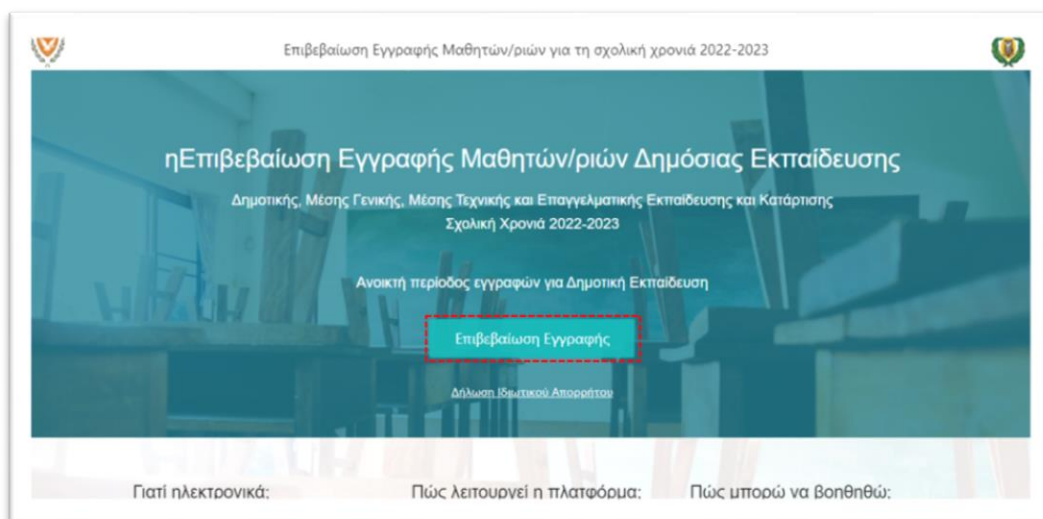 Επιβεβαίωση Εγγραφής Μαθητών/ριών για τη σχολική χρονιά 2022-2023
ηΕπιβεβαίωση Εγγραφής Μαθητών/ριών Δημόσιας Εκπαίδευσης
Δημοτικής, Μέσης Γενικής, Μέσης Τεχνικής και Επαγγελματικής Εκπαίδευσης και Κατάρτισης
Σχολική Χρονιά 2022-2023
Ανοικτή περίοδος εγγραφών για Δημοτική Εκπαίδευση
Επιβεβαίωση Εγγραφής
Δήλωση Ιδιωτικού Απορρήτου
Γιατί ηλεκτρονικά; Πώς λειτουργεί η πλατφόρμα; Πώς μπορώ να βοηθηθώ;